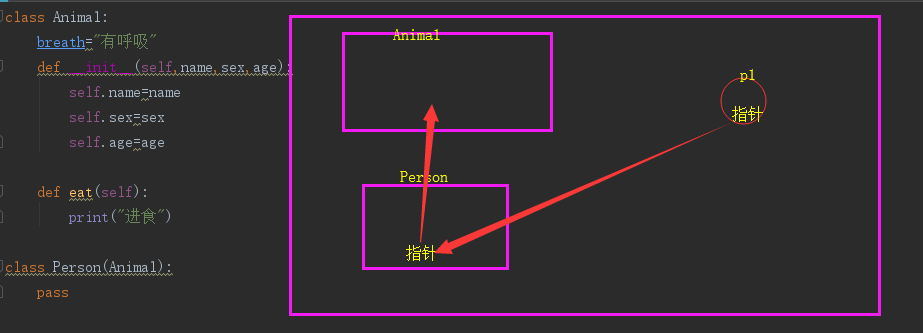 class Animal:
    breath="有呼吸"
    def __init__(self,name,sex,age):
        self.name=name
        self.sex=sex
        self.age=age
    def eat(self):
        print("进食")
class Person(Animal):
    pass
Animal
p1
指针
Person
指针